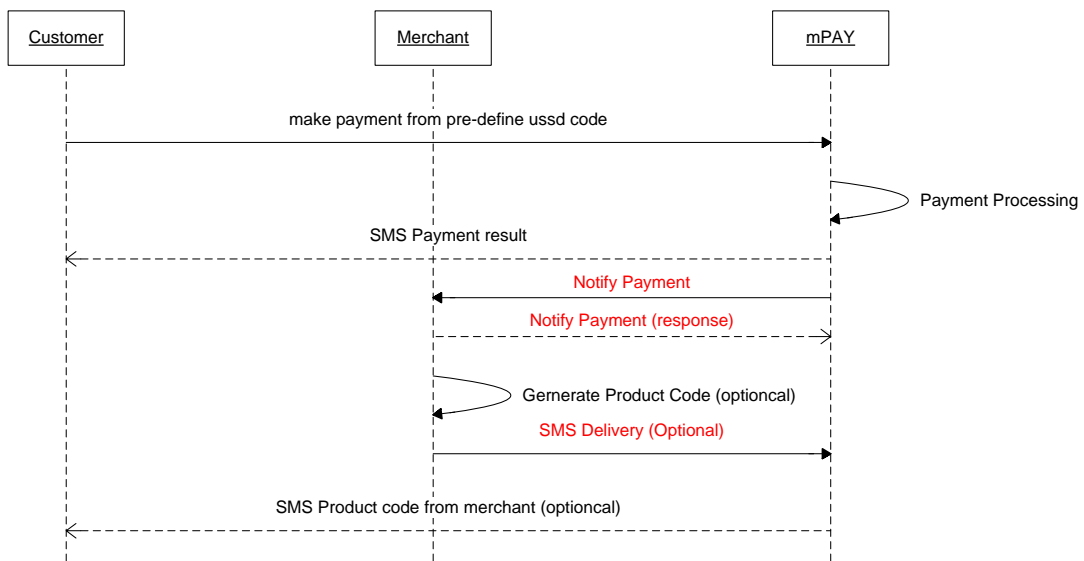 Customer
Merchant
mPAY
make payment from pre-define ussd code
Payment Processing
SMS Payment result
Notify Payment
Notify Payment (response)
Gernerate Product Code (optioncal)
SMS Delivery (Optional)
SMS Product code from merchant (optioncal)